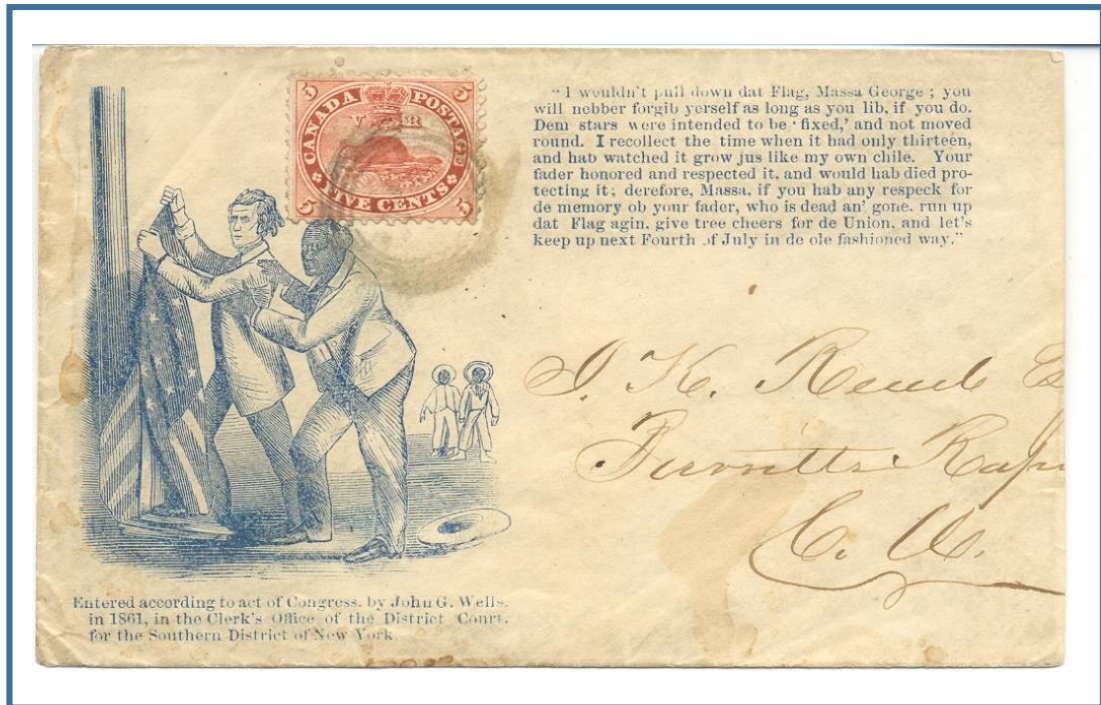 5 5
CANADA POSTAGE
V R
FIVE CENTS
5 5
"I wouldn't pull down dat Flag, Massa George ; you
will nebber forgib yerself as long as you lib, if you do.
Dem stars were intended to be 'fixed,' and not moved
round. I recollect the time when it had only thirteen,
and hab watched it grow jus like my own chile. Your
fader honored and respected it, and would hab died pro-
tecting it; derefore, Massa, if you hab any respeck for
de memory ob your fader, who is dead an' gone. run up
dat Flag agin, give tree cheers for de Union, and let's
keep up next Fourth of July in de ole fashioned way."
J. K. Read
Rap
C. W.
Entered according to act of Congress, by John G. Wells,
in 1861, in the Clerk's Office of the District Court,
for the Southern District of New York